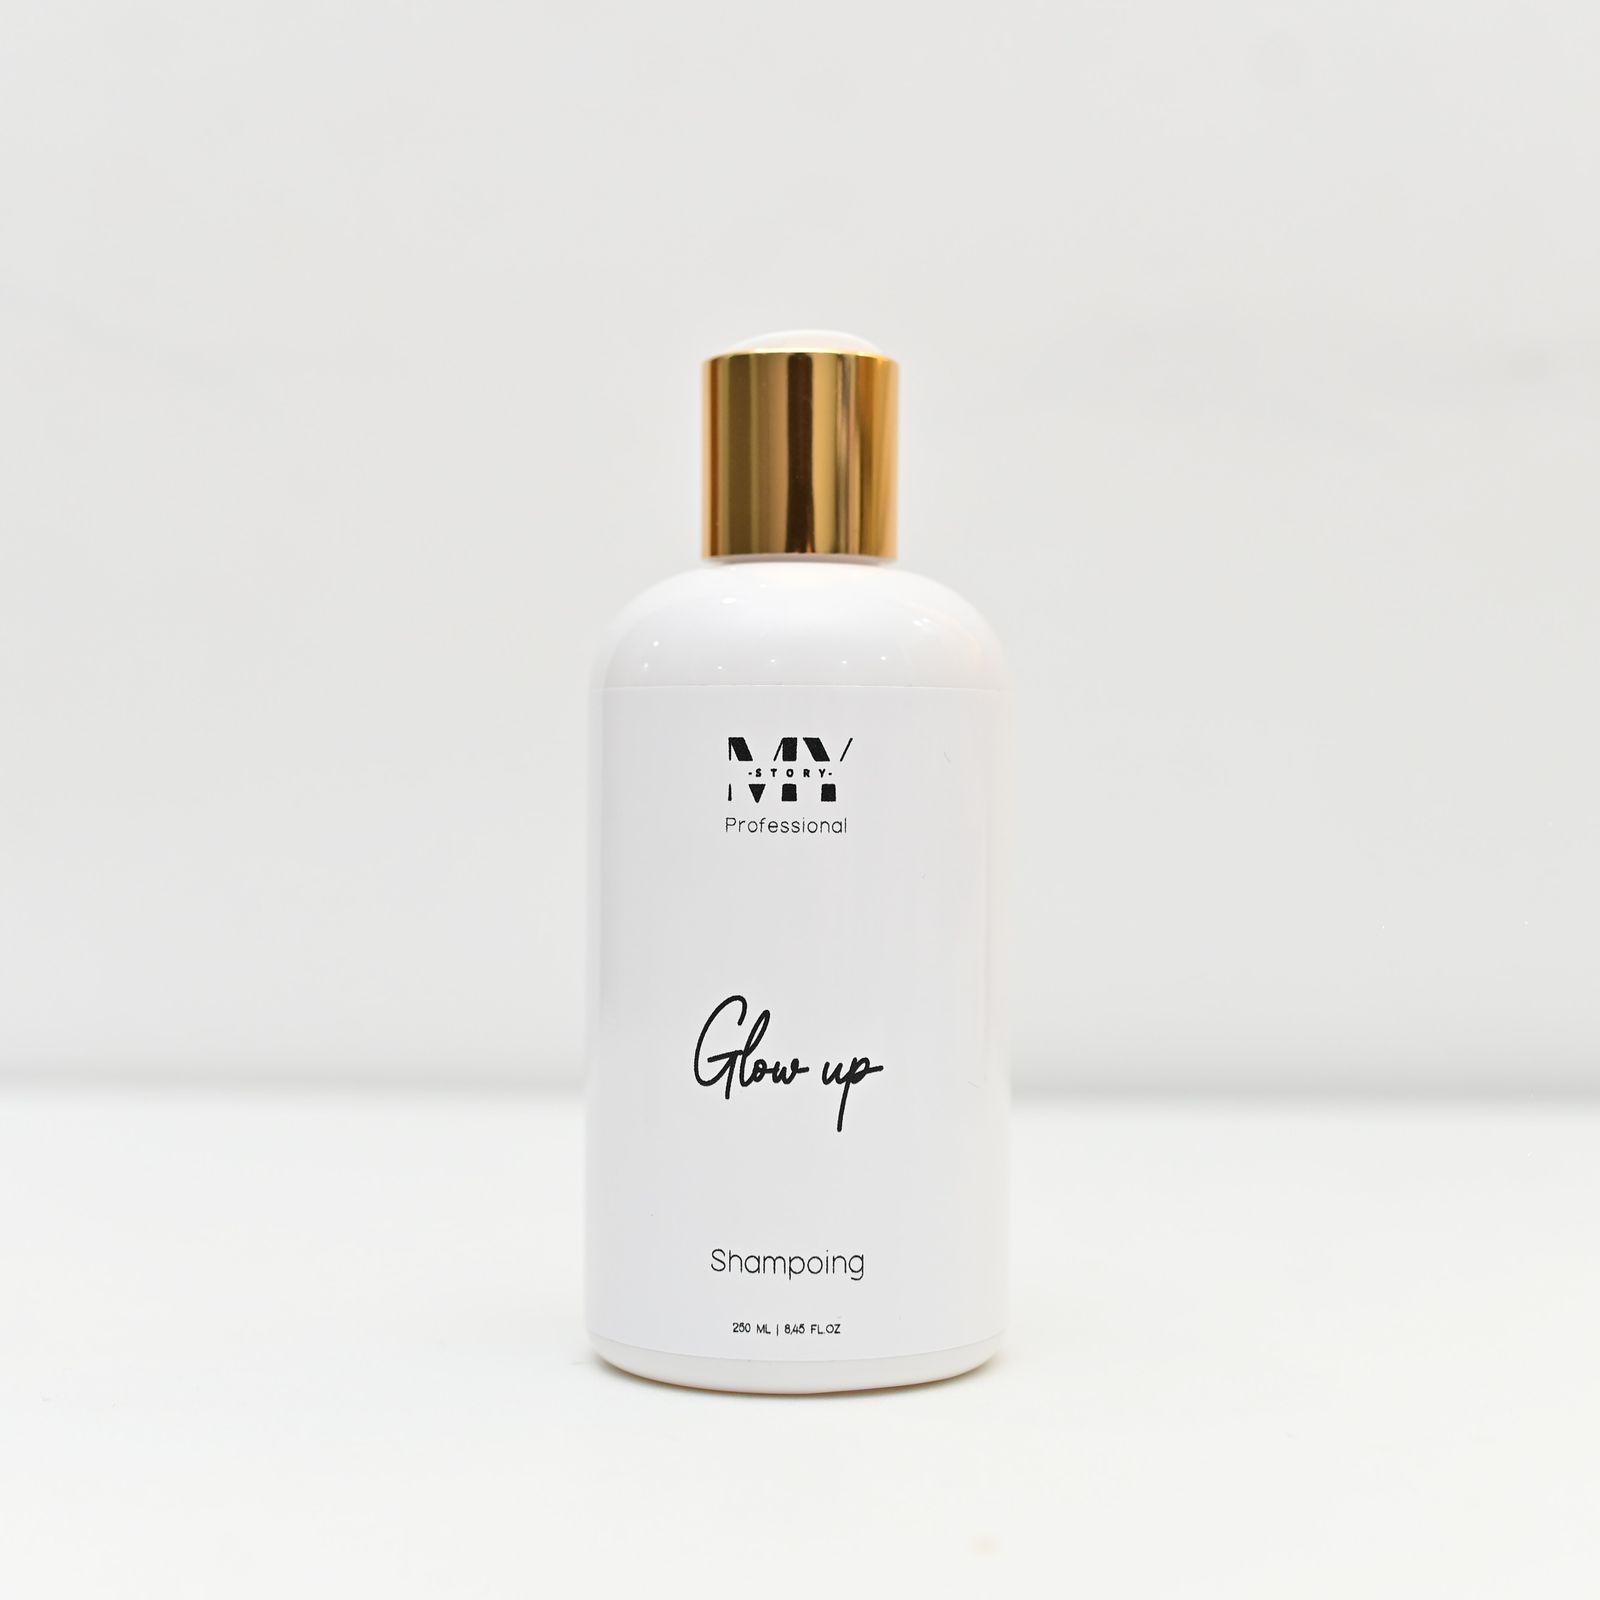 MY
-STORY-
Professional
Glow up
Shampoing
250 ML | 8,45 FL.OZ